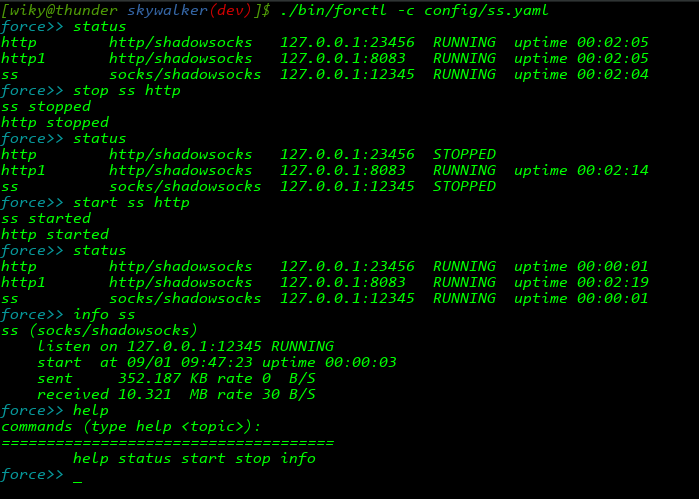 [wiky@thunder skywalker(dev)]$ ./bin/forctl -c config/ss.yaml
force>> status
http        http/shadowsocks   127.0.0.1:23456  RUNNING  uptime 00:02:05
http1       http/shadowsocks   127.0.0.1:8083   RUNNING  uptime 00:02:05
ss          socks/shadowsocks  127.0.0.1:12345  RUNNING  uptime 00:02:04
force>> stop ss http
ss stopped
http stopped
force>> status
http        http/shadowsocks   127.0.0.1:23456  STOPPED
http1       http/shadowsocks   127.0.0.1:8083   RUNNING  uptime 00:02:14
ss          socks/shadowsocks  127.0.0.1:12345  STOPPED
force>> start ss http
ss started
http started
force>> status
http        http/shadowsocks   127.0.0.1:23456  RUNNING  uptime 00:00:01
http1       http/shadowsocks   127.0.0.1:8083   RUNNING  uptime 00:02:19
ss          socks/shadowsocks  127.0.0.1:12345  RUNNING  uptime 00:00:01
force>> info ss
ss (socks/shadowsocks)
    listen on 127.0.0.1:12345 RUNNING
    start  at 09/01 09:47:23 uptime 00:00:03
    sent     352.187 KB rate 0  B/S
    received 10.321  MB rate 30 B/S
force>> help
commands (type help <topic>):
=====================================
        help status start stop info
force>> _